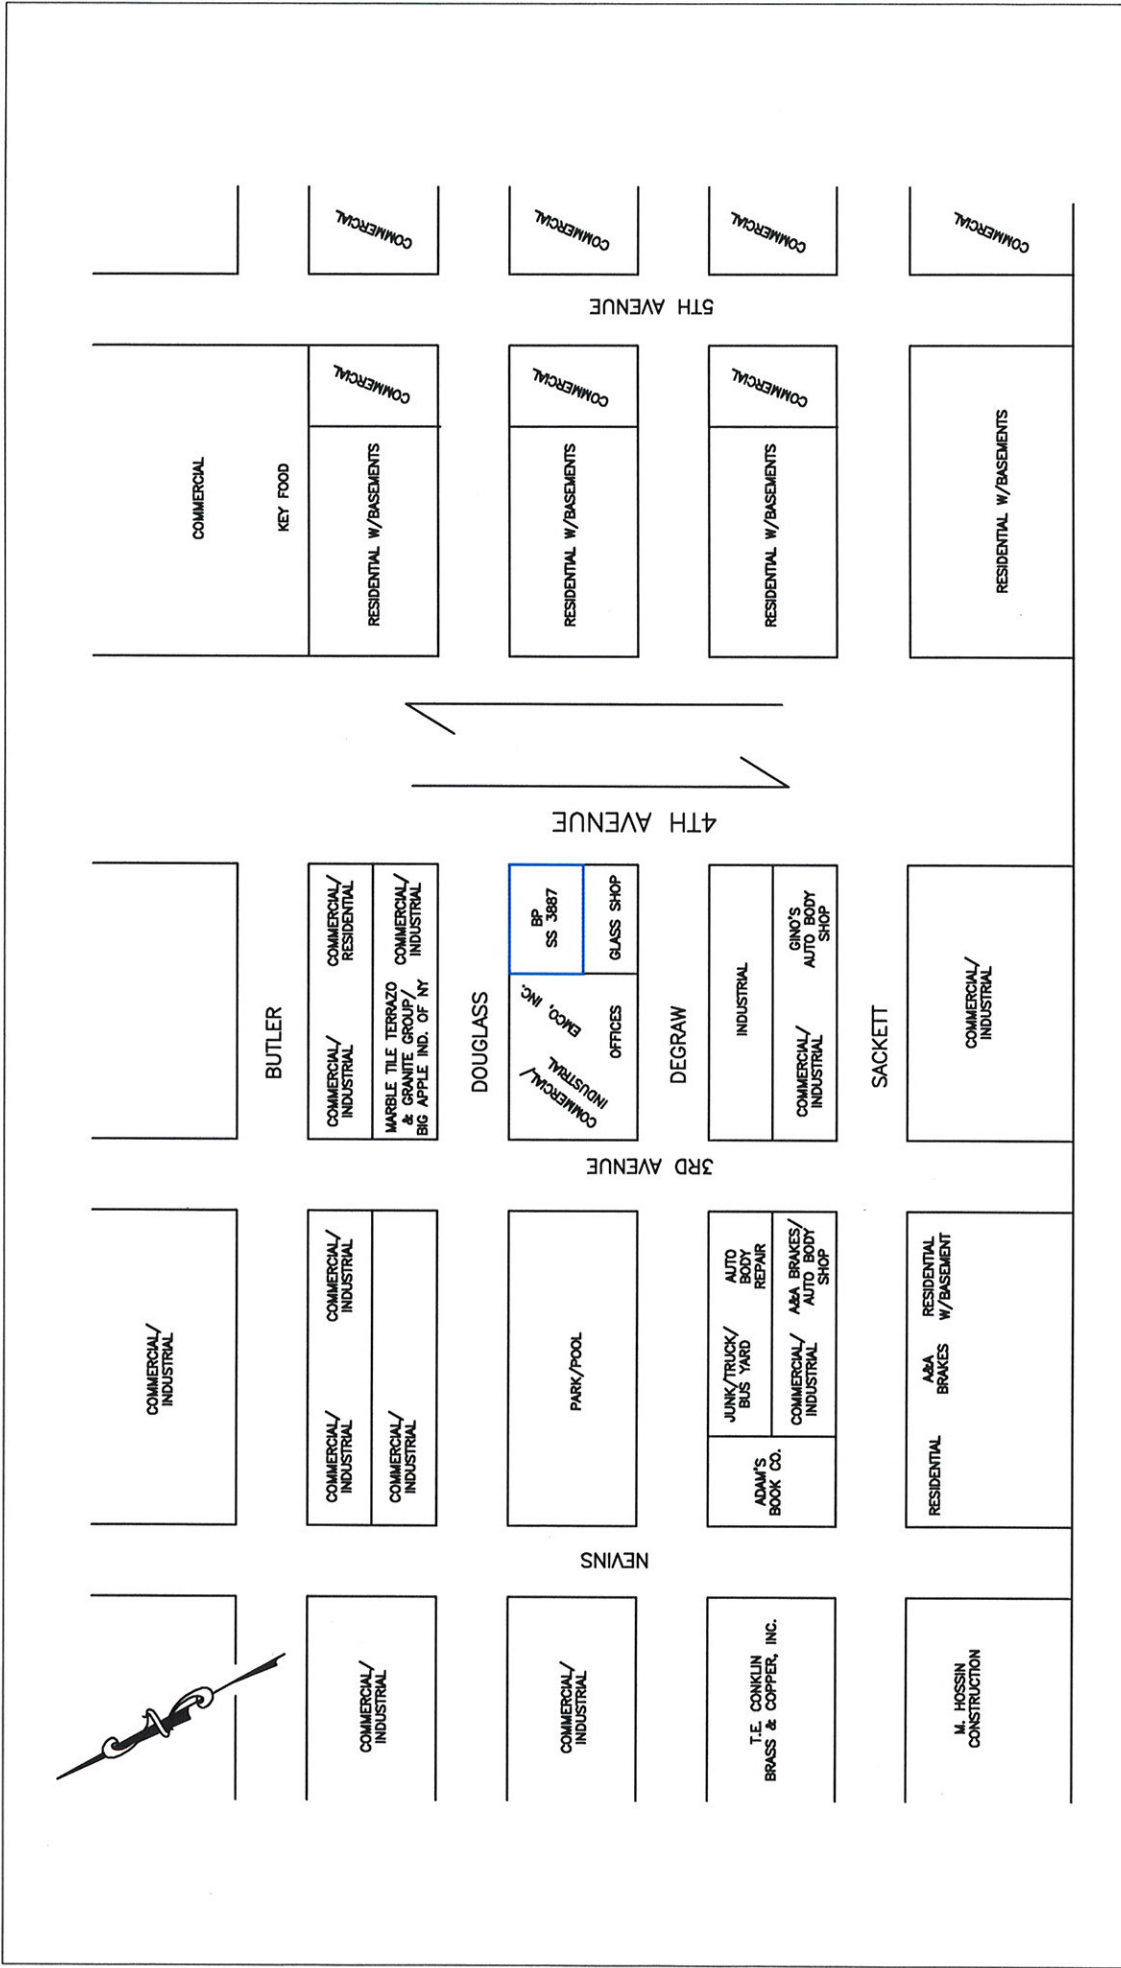 COMMERCIAL/
INDUSTRIAL
COMMERCIAL
KEY FOOD
BUTLER
COMMERCIAL/
INDUSTRIAL
COMMERCIAL/
INDUSTRIAL
COMMERCIAL/
INDUSTRIAL
COMMERCIAL/
INDUSTRIAL
COMMERCIAL/
INDUSTRIAL
COMMERCIAL/
RESIDENTIAL
MARBLE TILE TERRAZO
& GRANITE GROUP/
BIG APPLE IND. OF NY
COMMERCIAL/
INDUSTRIAL
RESIDENTIAL W/BASEMENTS
COMMERCIAL
COMMERCIAL
DOUGLASS
COMMERCIAL/
INDUSTRIAL
NEVINS
PARK/POOL
3RD AVENUE
COMMERCIAL/
INDUSTRIAL
EMCO, INC.
OFFICES
BP
SS 3887
GLASS SHOP
4TH AVENUE
RESIDENTIAL W/BASEMENTS
COMMERCIAL
5TH AVENUE
COMMERCIAL
DEGRAW
T.E. CONKLIN
BRASS & COPPER, INC.
ADAM'S
BOOK CO.
JUNK/TRUCK/
BUS YARD
AUTO
BODY
REPAIR
COMMERCIAL/
INDUSTRIAL
A&A BRAKES/
AUTO BODY
SHOP
INDUSTRIAL
COMMERCIAL/
INDUSTRIAL
GINO'S
AUTO BODY
SHOP
RESIDENTIAL W/BASEMENTS
COMMERCIAL
COMMERCIAL
SACKETT
M. HOSSIN
CONSTRUCTION
RESIDENTIAL
A&A
BRAKES
RESIDENTIAL
W/BASEMENT
COMMERCIAL/
INDUSTRIAL
RESIDENTIAL W/BASEMENTS
COMMERCIAL